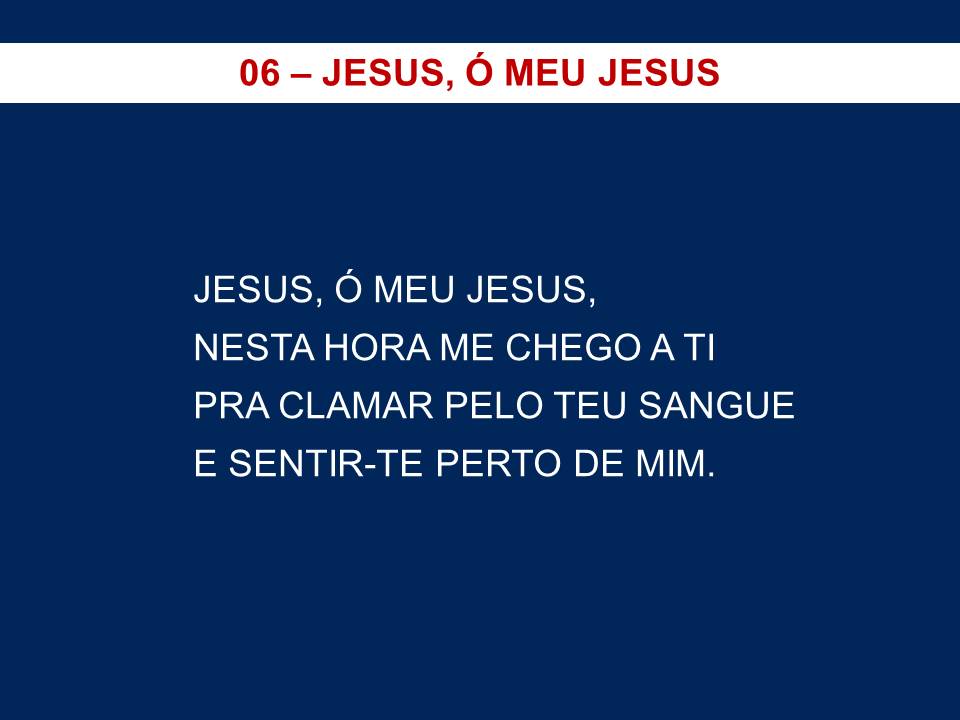 06 – JESUS, Ó MEU JESUS
JESUS, Ó MEU JESUS,
NESTA HORA ME CHEGO A TI
PRA CLAMAR PELO TEU SANGUE
E SENTIR-TE PERTO DE MIM.